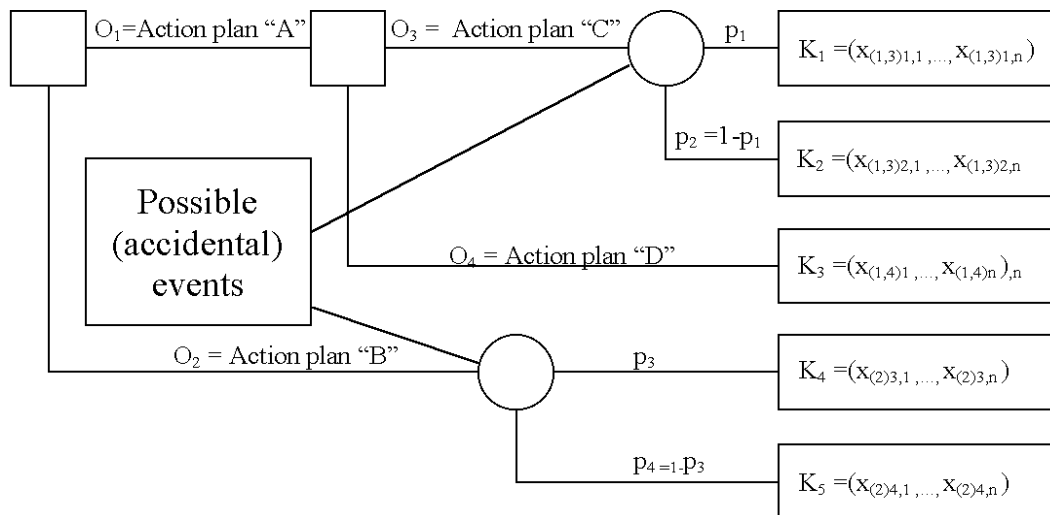 O₁=Action plan “A”
O₃ = Action plan “C”
p₁
K₁ =(x₍₁,₃₎₁,₁ ,..., x₍₁,₃₎₁,ₙ )
p₂ =1-p₁
K₂ =(x₍₁,₃₎₂,₁ ,..., x₍₁,₃₎₂,ₙ
Possible
(accidental)
events
O₄ = Action plan “D”
K₃ =(x₍₁,₄₎₁ ,..., x₍₁,₄₎ₙ ),ₙ
O₂ = Action plan “B”
p₃
K₄ =(x₍₂₎₃,₁ ,..., x₍₂₎₃,ₙ)
p₄ ₌₁₋p₃
K₅ =(x₍₂₎₄,₁ ,..., x₍₂₎₄,ₙ)